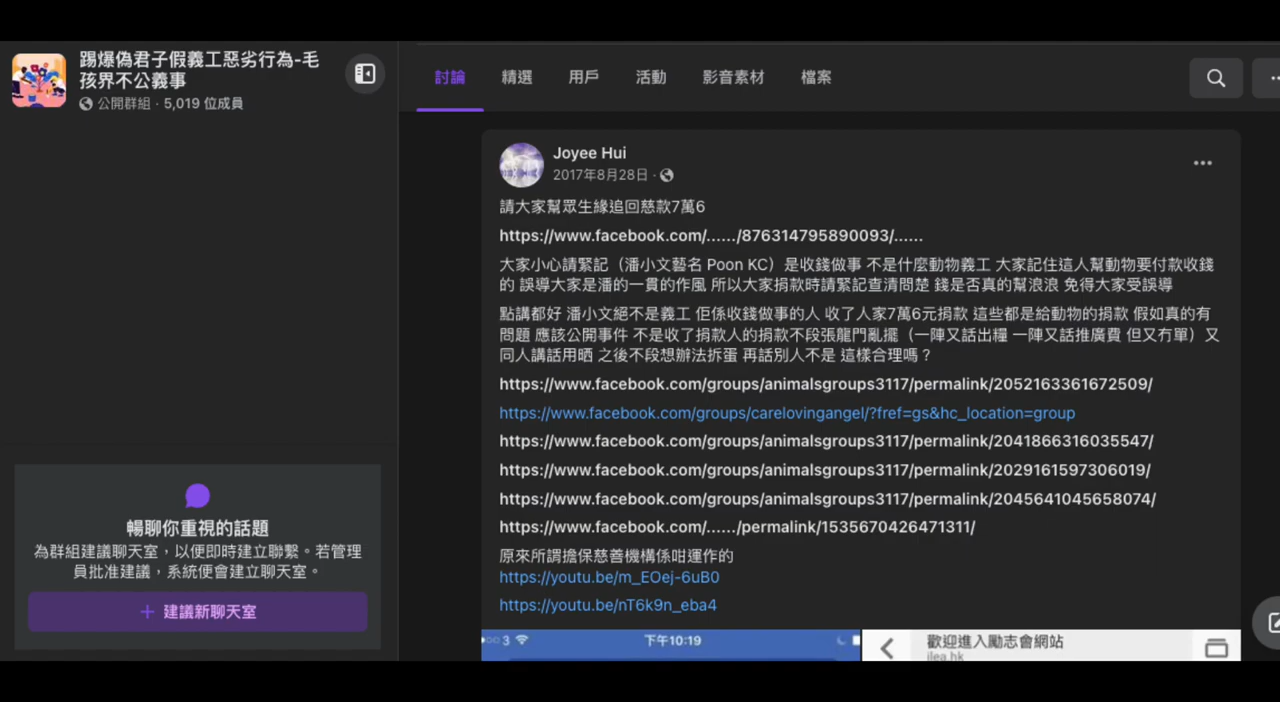 踢爆偽君子假義工惡劣行為-毛
孩界不公義事
公開群組 · 5,019 位成員
討論
精選
用戶
活動
影音素材
檔案
Joyee Hui
2017年8月28日 ·
請大家幫眾生緣追回慈款7萬6
https://www.facebook.com/....../876314795890093/......
大家小心請緊記（潘小文藝名 Poon KC）是收錢做事 不是什麼動物義工 大家記住這人幫動物要付款收錢
的 誤導大家是潘的一貫的作風 所以大家捐款時請緊記查清問楚 錢是否真的幫浪浪 免得大家受誤導
點講都好 潘小文絕不是義工 佢係收錢做事的人 收了人家7萬6元捐款 這些都是給動物的捐款 假如真的有
問題 應該公開事件 不是收了捐款人的捐款不段張龍門亂擺（一陣又話出糧 一陣又話推廣費 但又冇單）又
同人講話用晒 之後不段想辦法拆蛋 再話別人不是 這樣合理嗎？
https://www.facebook.com/groups/animalsgroups3117/permalink/2052163361672509/
https://www.facebook.com/groups/carelovingangel/?fref=gs&hc_location=group
https://www.facebook.com/groups/animalsgroups3117/permalink/2041866316035547/
https://www.facebook.com/groups/animalsgroups3117/permalink/2029161597306019/
https://www.facebook.com/groups/animalsgroups3117/permalink/2045641045658074/
https://www.facebook.com/....../permalink/1535670426471311/
原來所謂擔保慈善機構係咁運作的
https://youtu.be/m_EOej-6uB0
https://youtu.be/nT6k9n_eba4
暢聊你重視的話題
為群組建議聊天室，以便即時建立聯繫。若管理
員批准建議，系統便會建立聊天室。
+ 建議新聊天室
3
下午10:19
歡迎進入勵志會網站
ilea.hk